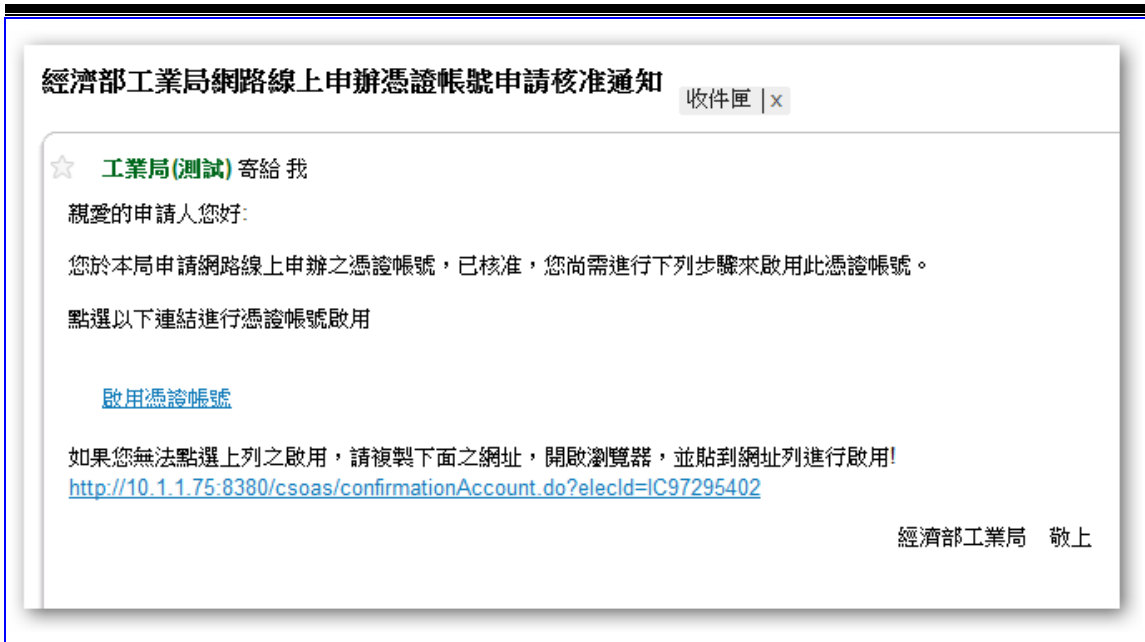 經濟部工業局網路線上申辦憑證帳號申請核准通知 收件匣 | x
工業局(測試) 寄給 我
親愛的申請人您好:
您於本局申請網路線上申辦之憑證帳號，已核准，您尚需進行下列步驟來啟用此憑證帳號。
點選以下連結進行憑證帳號啟用
啟用憑證帳號
如果您無法點選上列之啟用，請複製下面之網址，開啟瀏覽器，並貼到網址列進行啟用!
http://10.1.1.75:8380/csoas/confirmationAccount.do?elecId=IC97295402
經濟部工業局 敬上